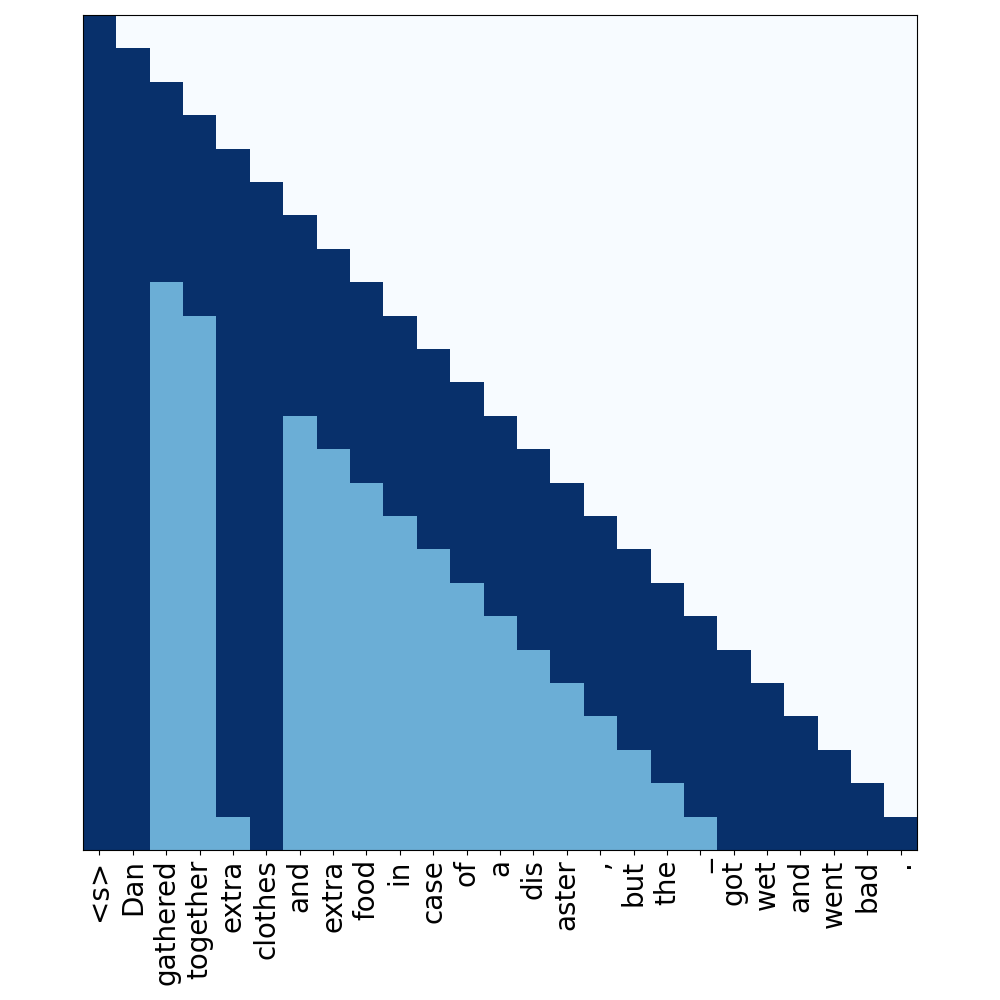 <s> Dan gathered together extra clothes and extra food in case of a dis aster , but the _ got wet and went bad .